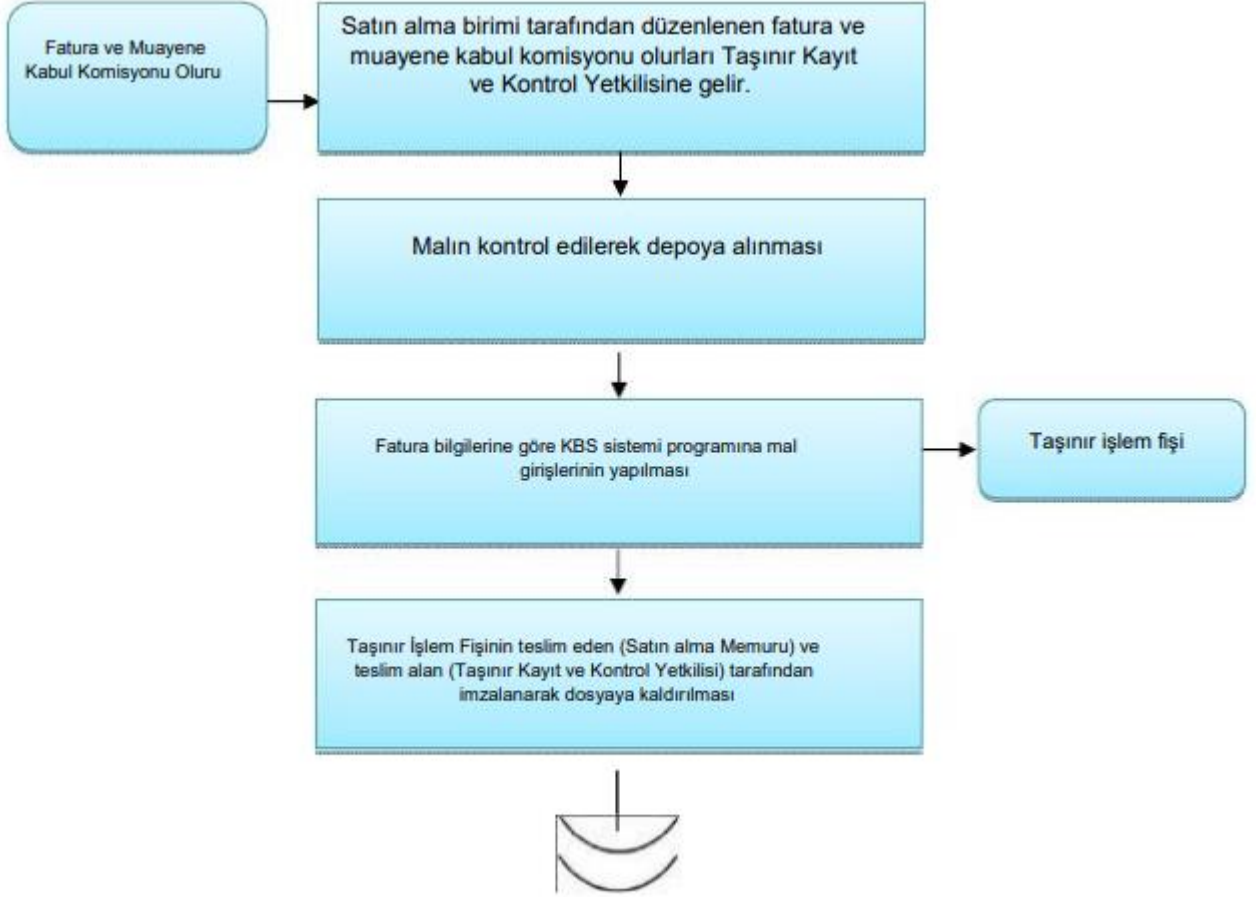 Fatura ve Muayene
Kabul Komisyonu Oluru
Satın alma birimi tarafından düzenlenen fatura ve
muayene kabul komisyonu olurları Taşınır Kayıt
ve Kontrol Yetkilisine gelir.
Malın kontrol edilerek depoya alınması
Fatura bilgilerine göre KBS sistemi programına mal
girişlerinin yapılması
Taşınır işlem fişi
Taşınır İşlem Fişinin teslim eden (Satın alma Memuru) ve
teslim alan (Taşınır Kayıt ve Kontrol Yetkilisi) tarafından
imzalanarak dosyaya kaldırılması